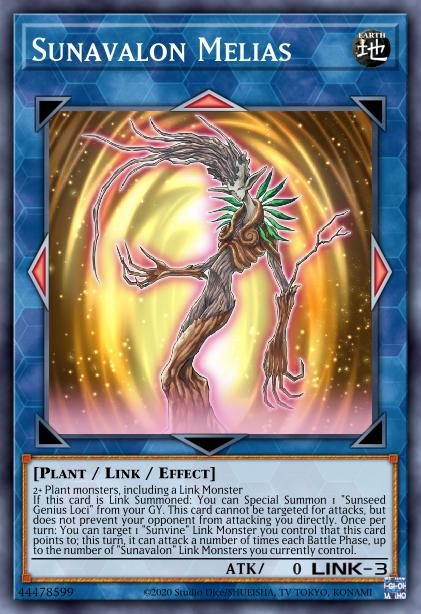 Sunavalon Melias
EARTH
地
[Plant / Link / Effect]
2+ Plant monsters, including a Link Monster
If this card is Link Summoned: You can Special Summon 1 "Sunseed
Genius Loci" from your GY. This card cannot be targeted for attacks, but
does not prevent your opponent from attacking you directly. Once per
turn: You can target 1 "Sunvine" Link Monster you control that this card
points to; this turn, it can attack a number of times each Battle Phase, up
to the number of "Sunavalon" Link Monsters you currently control.
ATK/ 0 LINK-3
44478599 ©2020 Studio Dice/SHUEISHA, TV TOKYO, KONAMI